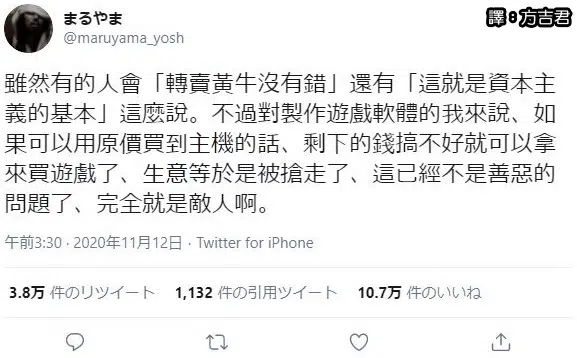 まるやま
@maruyama_yosh
譯：方吉君
雖然有的人會「轉賣黃牛沒有錯」還有「這就是資本主
義的基本」這麼說。不過對製作遊戲軟體的我來說、如
果可以用原價買到主機的話、剩下的錢搞不好就可以拿
來買遊戲了、生意等於是被搶走了、這已經不是善惡的
問題了、完全就是敵人啊。
午前3:30 · 2020年11月12日 · Twitter for iPhone
3.8万 件のリツイート 1,132 件の引用ツイート 10.7万 件のいいね